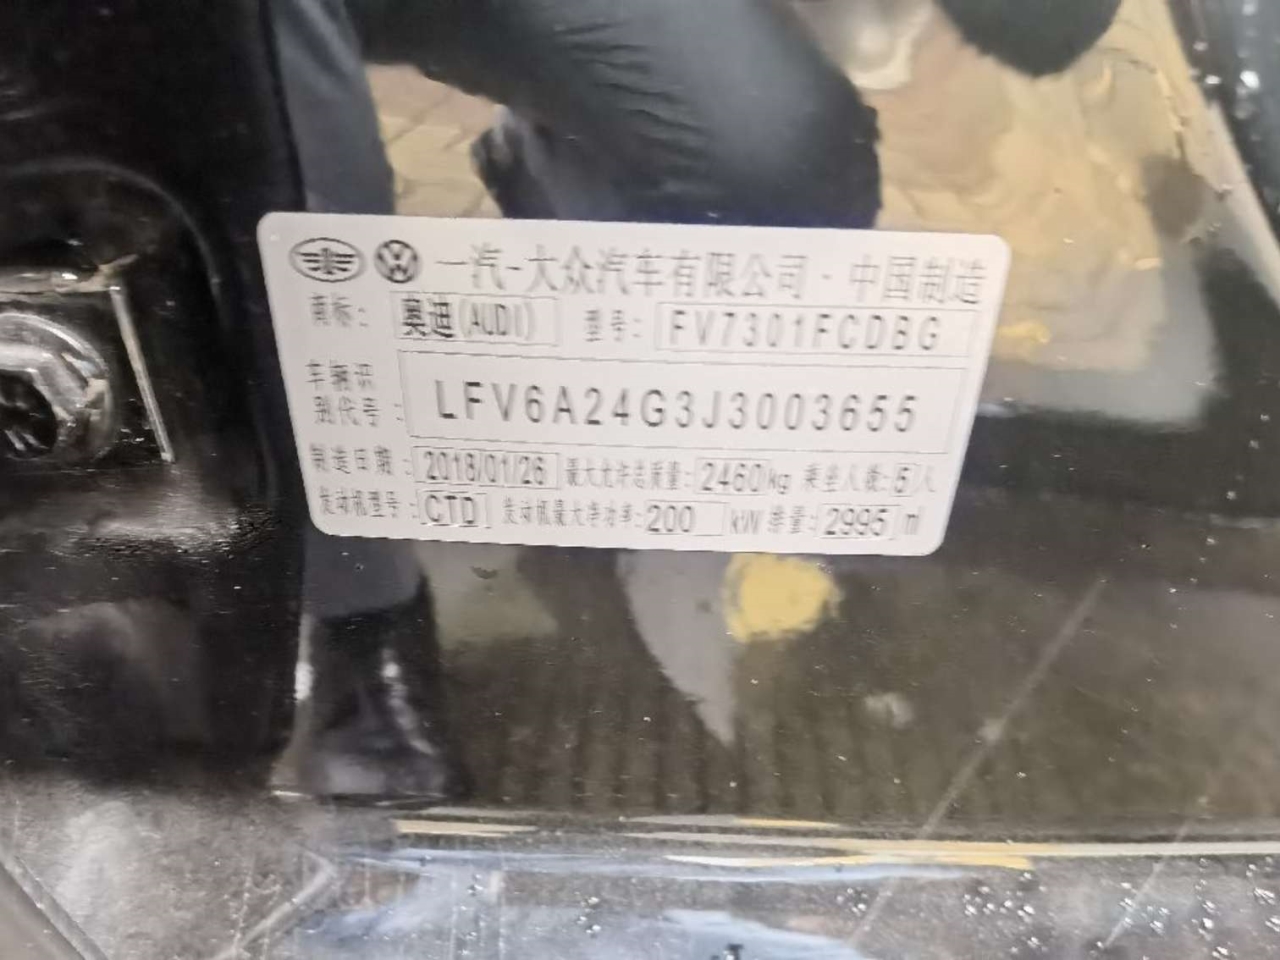 一汽-大众汽车有限公司·中国制造
商标: 奥迪(AUDI) 型号: FV7301FCDBG
车辆识别代号: LFV6A24G3J3003655
制造日期: 2018/01/26 最大允许总质量: 2460kg 乘坐人数: 5人
发动机型号: CTD 发动机最大净功率: 200 kW 排量: 2995 ml